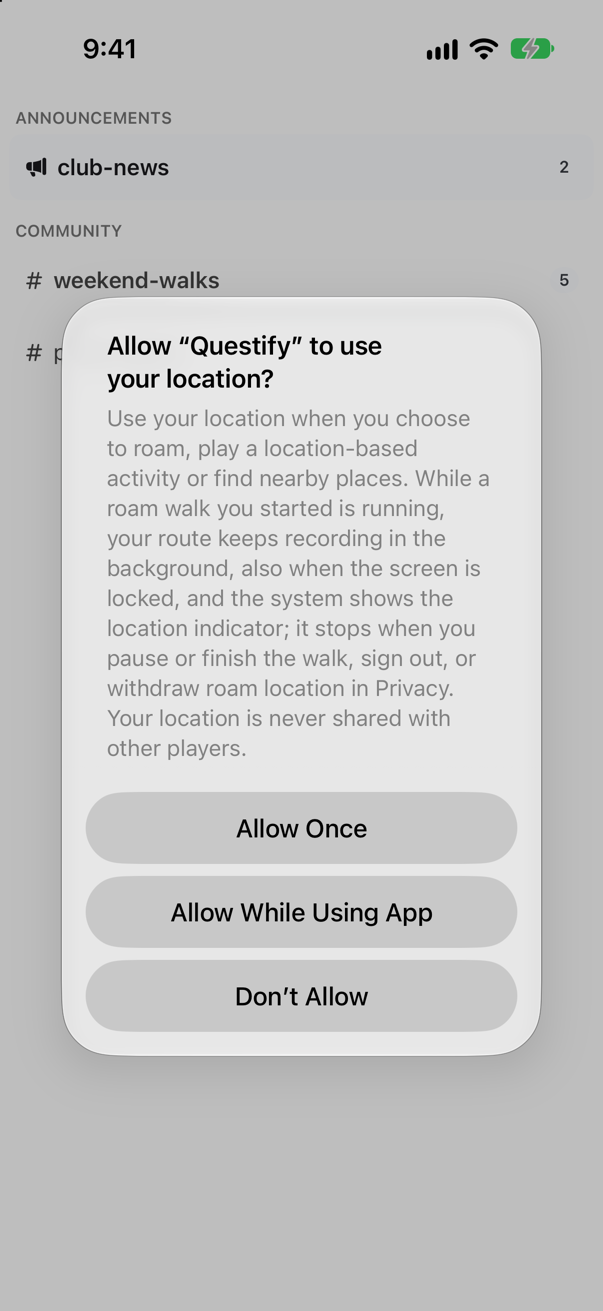 9:41
ANNOUNCEMENTS
club-news 2
COMMUNITY
# weekend-walks 5
#
Allow “Questify” to use
your location?
Use your location when you choose
to roam, play a location-based
activity or find nearby places. While a
roam walk you started is running,
your route keeps recording in the
background, also when the screen is
locked, and the system shows the
location indicator; it stops when you
pause or finish the walk, sign out, or
withdraw roam location in Privacy.
Your location is never shared with
other players.
Allow Once
Allow While Using App
Don’t Allow